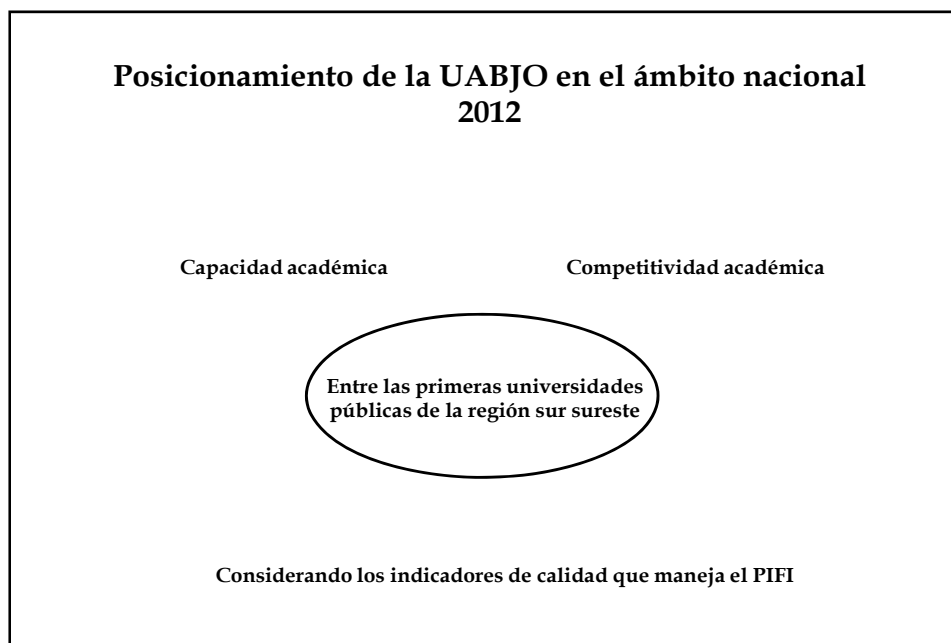 Posicionamiento de la UABJO en el ámbito nacional
2012
Capacidad académica
Competitividad académica
Entre las primeras universidades
públicas de la región sur sureste
Considerando los indicadores de calidad que maneja el PIFI